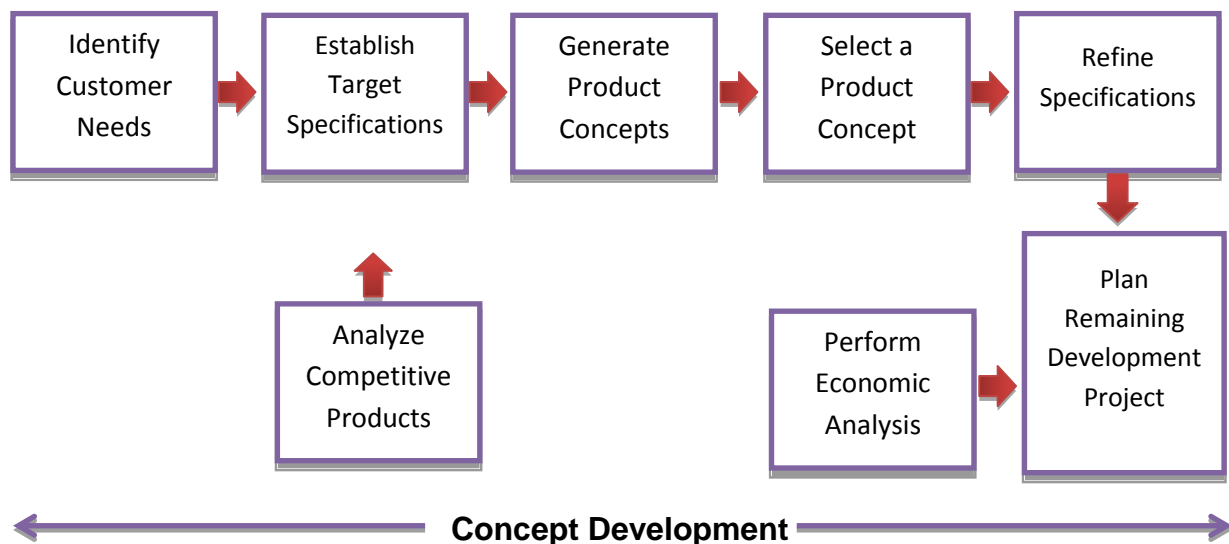 Identify
Customer
Needs
Establish
Target
Specifications
Generate
Product
Concepts
Select a
Product
Concept
Refine
Specifications
Analyze
Competitive
Products
Perform
Economic
Analysis
Plan
Remaining
Development
Project
Concept Development